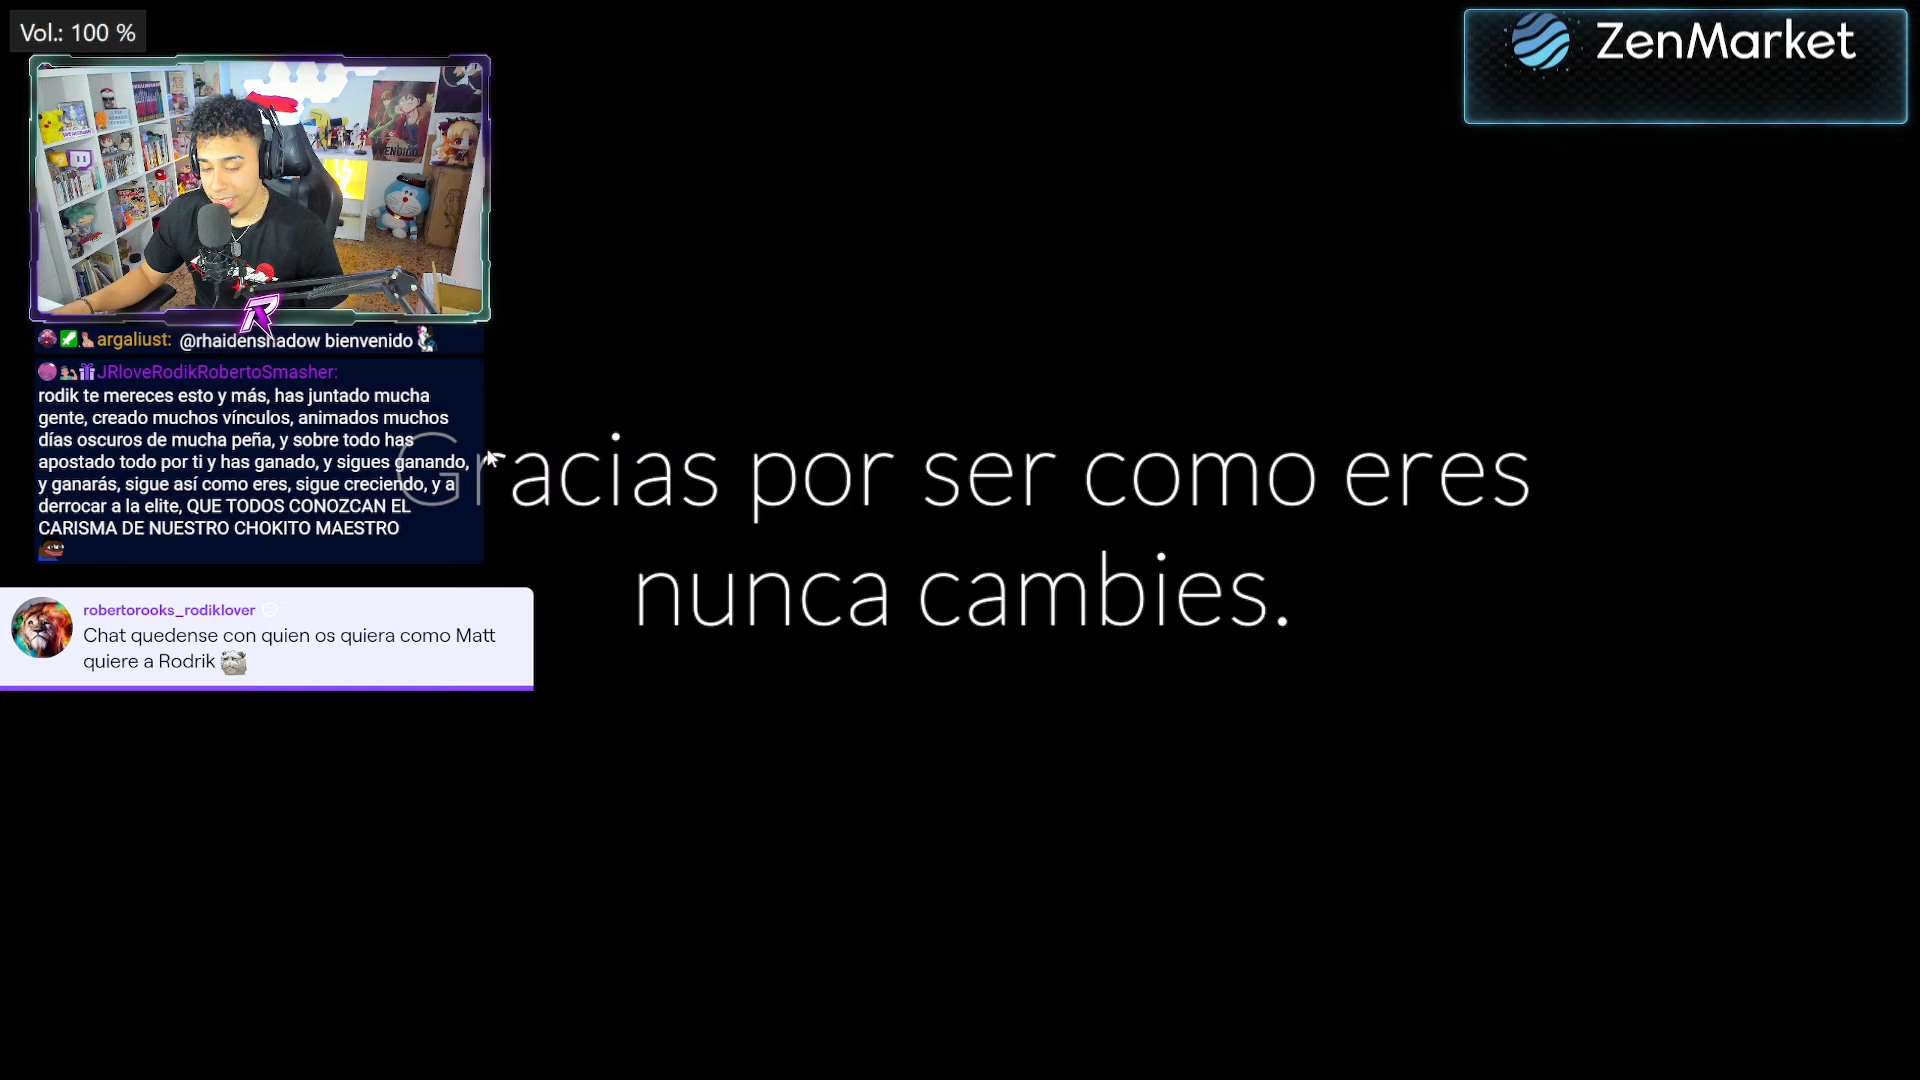 Vol.: 100 %
ZenMarket
argaliust: @rhaidenshadow bienvenido
JRloveRodikRobertoSmasher:
rodik te mereces esto y más, has juntado mucha
gente, creado muchos vínculos, animados muchos
días oscuros de mucha peña, y sobre todo has
apostado todo por ti y has ganado, y sigues ganando,
y ganarás, sigue así como eres, sigue creciendo, y a
derrocar a la elite, QUE TODOS CONOZCAN EL
CARISMA DE NUESTRO CHOKITO MAESTRO
Gracias por ser como eres
nunca cambies.
robertorooks_rodiklover
Chat quedense con quien os quiera como Matt
quiere a Rodrik